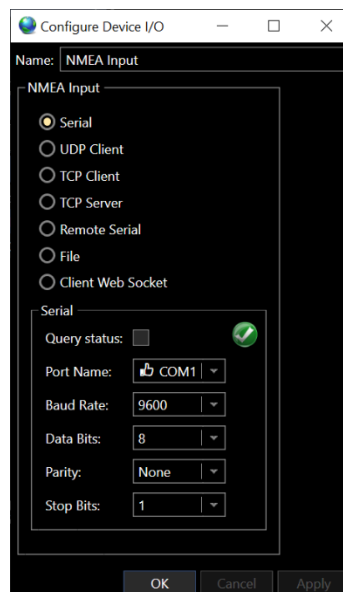 Configure Device I/O
Name: NMEA Input
NMEA Input
Serial
UDP Client
TCP Client
TCP Server
Remote Serial
File
Client Web Socket
Serial
Query status:
Port Name: COM1
Baud Rate: 9600
Data Bits: 8
Parity: None
Stop Bits: 1
OK Cancel Apply